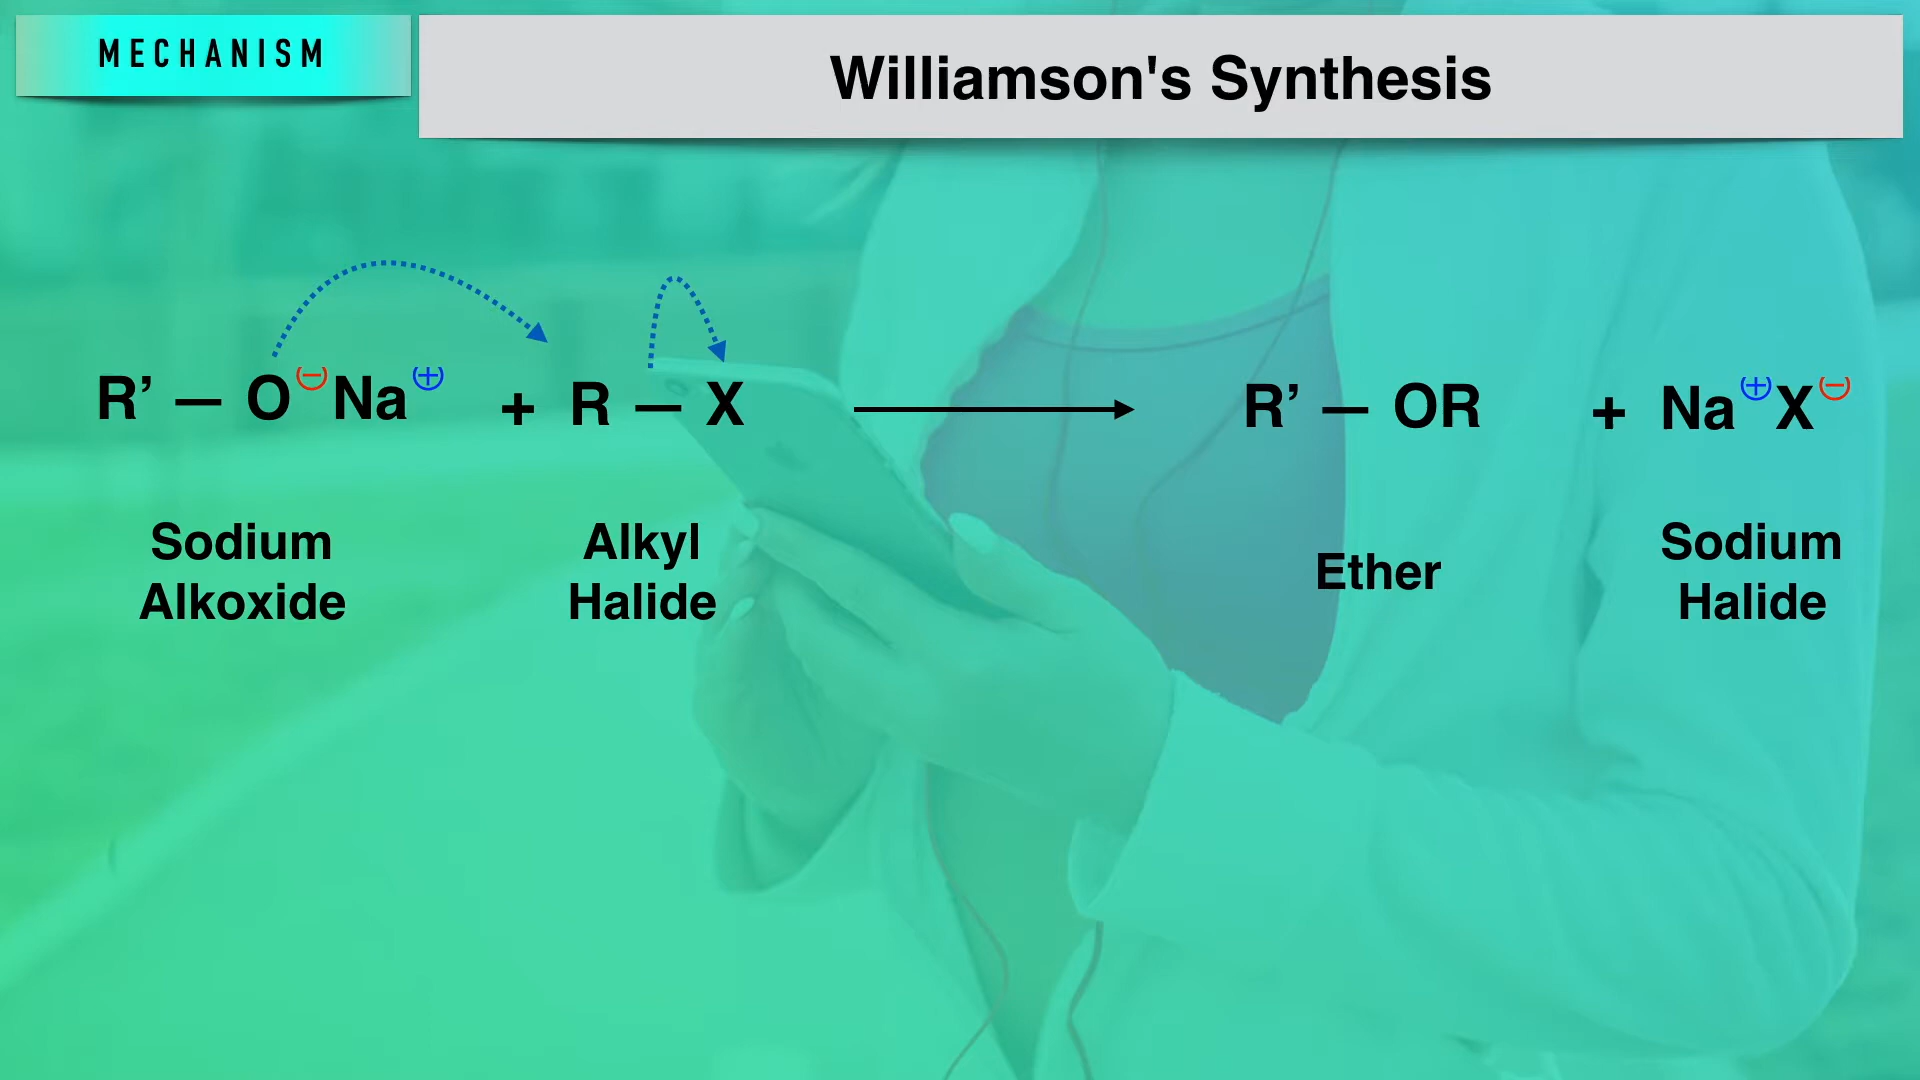 MECHANISM
Williamson's Synthesis
R’ — O⊖Na⊕ + R — X ⟶ R’ — OR + Na⊕X⊖
Sodium
Alkoxide
Alkyl
Halide
Ether
Sodium
Halide